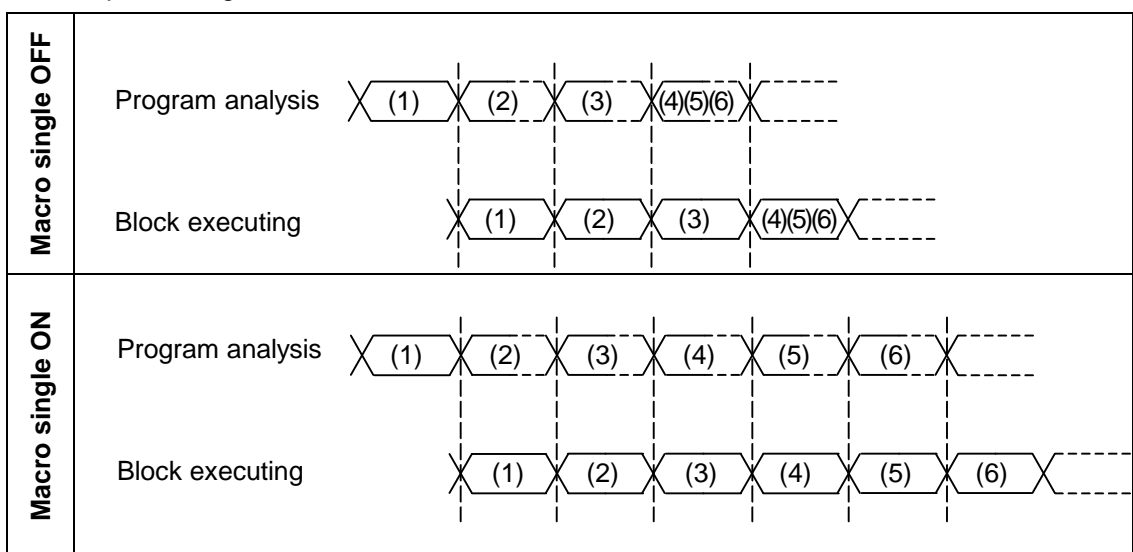 Macro single OFF
Program analysis (1) (2) (3) (4)(5)(6)
Block executing (1) (2) (3) (4)(5)(6)
Macro single ON
Program analysis (1) (2) (3) (4) (5) (6)
Block executing (1) (2) (3) (4) (5) (6)